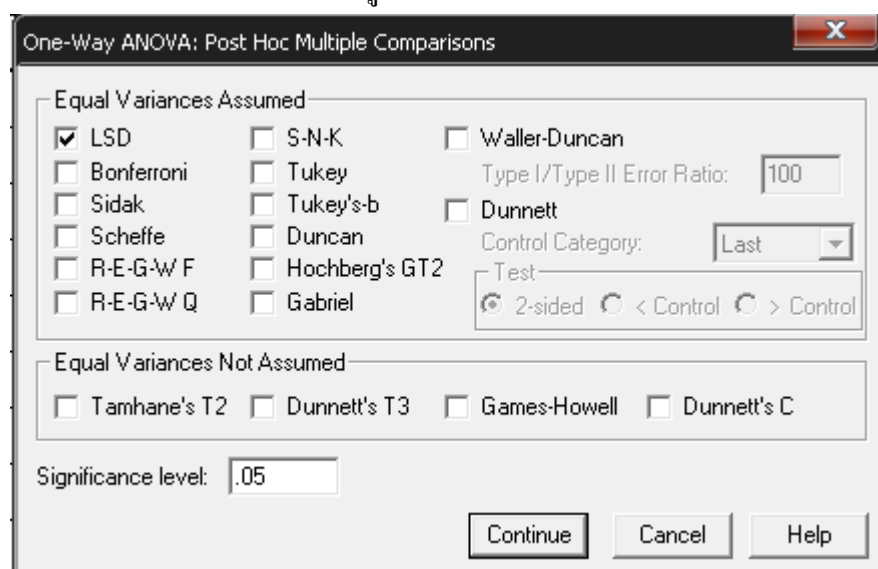 One-Way ANOVA: Post Hoc Multiple Comparisons
Equal Variances Assumed
LSD S-N-K Waller-Duncan
Bonferroni Tukey Type I/Type II Error Ratio: 100
Sidak Tukey's-b Dunnett
Scheffe Duncan Control Category: Last
R-E-G-W F Hochberg's GT2 Test
R-E-G-W Q Gabriel 2-sided < Control > Control
Equal Variances Not Assumed
Tamhane's T2 Dunnett's T3 Games-Howell Dunnett's C
Significance level: .05
Continue Cancel Help